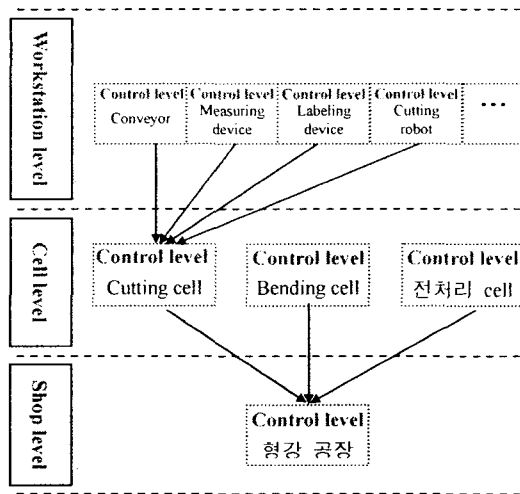 Workstation level
Control level
Conveyor
Control level
Measuring
device
Control level
Labeling
device
Control level
Cutting
robot
...
Cell level
Control level
Cutting cell
Control level
Bending cell
Control level
전처리 cell
Shop level
Control level
형강 공장